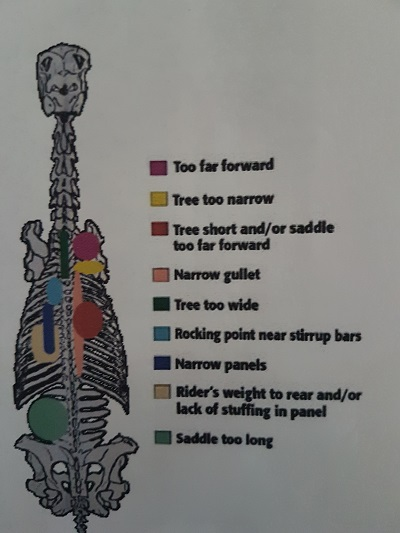 Too far forward
Tree too narrow
Tree short and/or saddle
too far forward
Narrow gullet
Tree too wide
Rocking point near stirrup bars
Narrow panels
Rider's weight to rear and/or
lack of stuffing in panel
Saddle too long